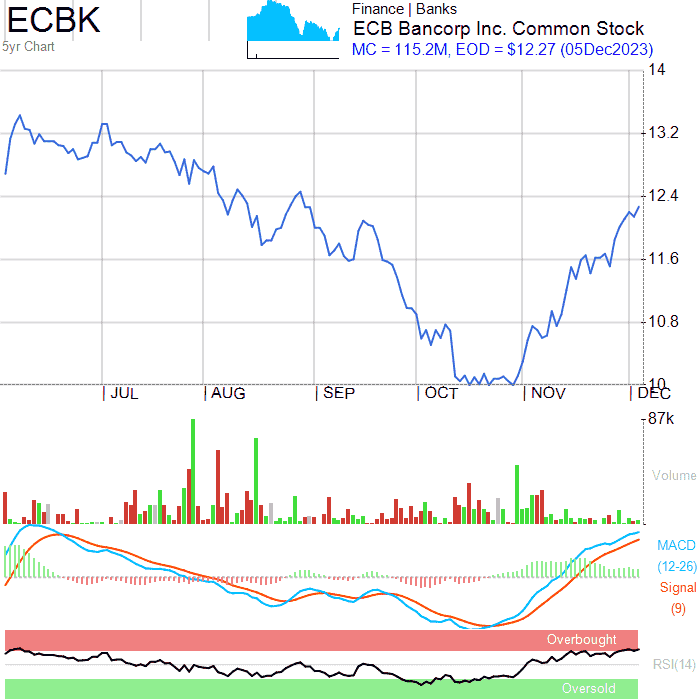 ECBK
5yr Chart
Finance | Banks
ECB Bancorp Inc. Common Stock
MC = 115.2M, EOD = $12.27 (05Dec2023)
14
13.2
12.4
11.6
10.8
10
JUL AUG SEP OCT NOV DEC
87k
Volume
MACD
(12-26)
Signal
(9)
Overbought
RSI(14)
Oversold